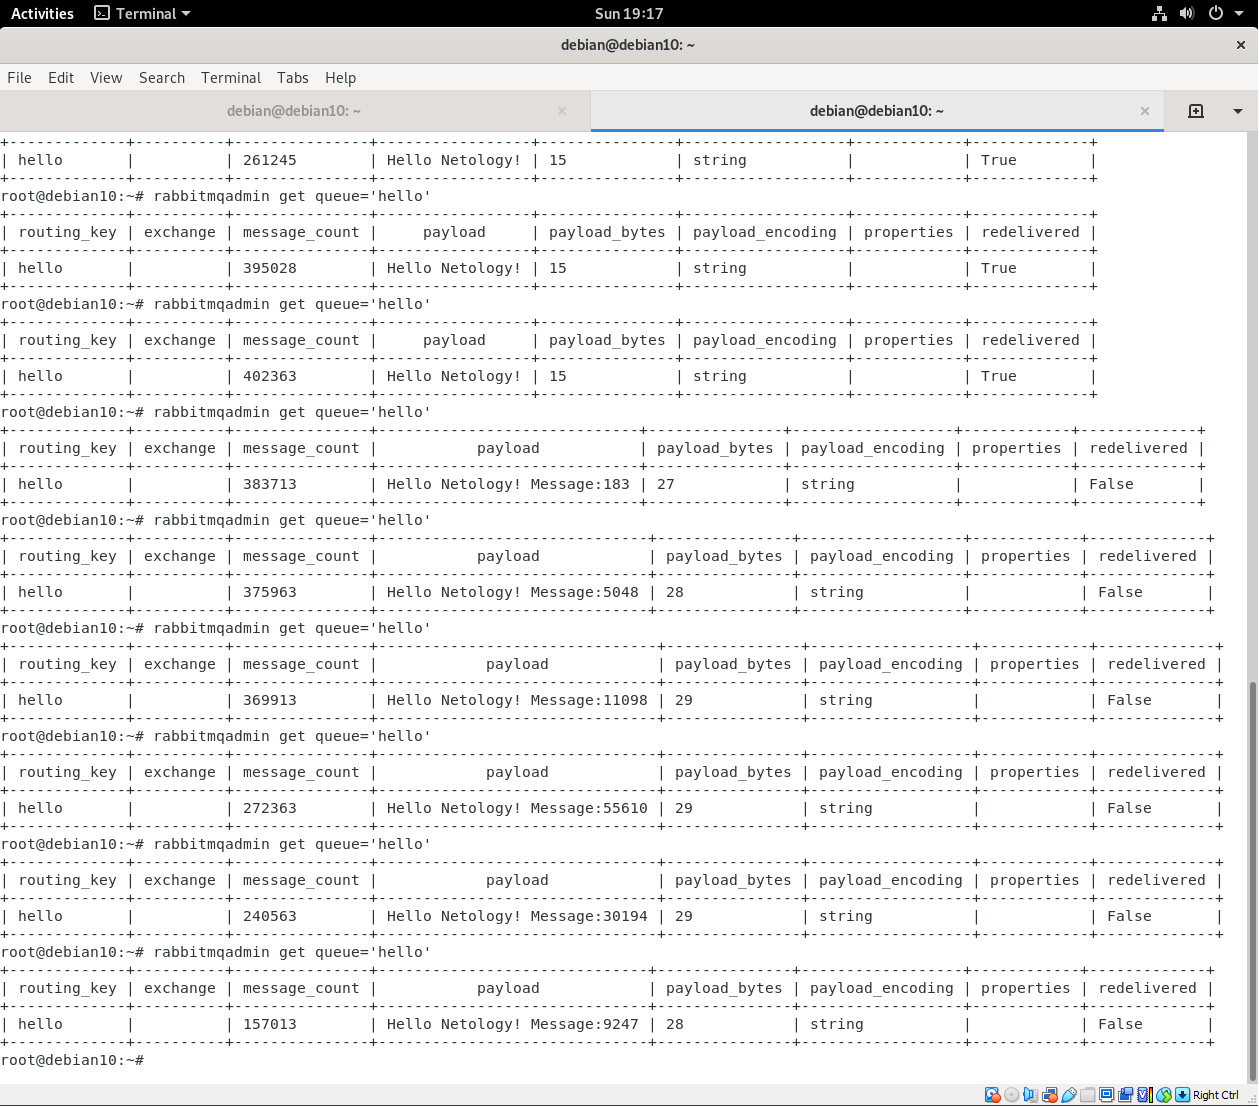 Activities Terminal Sun 19:17
debian@debian10: ~
File Edit View Search Terminal Tabs Help
debian@debian10: ~ debian@debian10: ~
+-------------+----------+---------------+-----------------+---------------+------------------+------------+-------------+
| hello       |          | 261245        | Hello Netology! | 15            | string           |            | True        |
+-------------+----------+---------------+-----------------+---------------+------------------+------------+-------------+
root@debian10:~# rabbitmqadmin get queue='hello'
+-------------+----------+---------------+-----------------+---------------+------------------+------------+-------------+
| routing_key | exchange | message_count |     payload     | payload_bytes | payload_encoding | properties | redelivered |
+-------------+----------+---------------+-----------------+---------------+------------------+------------+-------------+
| hello       |          | 395028        | Hello Netology! | 15            | string           |            | True        |
+-------------+----------+---------------+-----------------+---------------+------------------+------------+-------------+
root@debian10:~# rabbitmqadmin get queue='hello'
+-------------+----------+---------------+-----------------+---------------+------------------+------------+-------------+
| routing_key | exchange | message_count |     payload     | payload_bytes | payload_encoding | properties | redelivered |
+-------------+----------+---------------+-----------------+---------------+------------------+------------+-------------+
| hello       |          | 402363        | Hello Netology! | 15            | string           |            | True        |
+-------------+----------+---------------+-----------------+---------------+------------------+------------+-------------+
root@debian10:~# rabbitmqadmin get queue='hello'
+-------------+----------+---------------+-----------------------------+---------------+------------------+------------+-------------+
| routing_key | exchange | message_count |           payload           | payload_bytes | payload_encoding | properties | redelivered |
+-------------+----------+---------------+-----------------------------+---------------+------------------+------------+-------------+
| hello       |          | 383713        | Hello Netology! Message:183 | 27            | string           |            | False       |
+-------------+----------+---------------+-----------------------------+---------------+------------------+------------+-------------+
root@debian10:~# rabbitmqadmin get queue='hello'
+-------------+----------+---------------+------------------------------+---------------+------------------+------------+-------------+
| routing_key | exchange | message_count |           payload            | payload_bytes | payload_encoding | properties | redelivered |
+-------------+----------+---------------+------------------------------+---------------+------------------+------------+-------------+
| hello       |          | 375963        | Hello Netology! Message:5048 | 28            | string           |            | False       |
+-------------+----------+---------------+------------------------------+---------------+------------------+------------+-------------+
root@debian10:~# rabbitmqadmin get queue='hello'
+-------------+----------+---------------+-------------------------------+---------------+------------------+------------+-------------+
| routing_key | exchange | message_count |            payload            | payload_bytes | payload_encoding | properties | redelivered |
+-------------+----------+---------------+-------------------------------+---------------+------------------+------------+-------------+
| hello       |          | 369913        | Hello Netology! Message:11098 | 29            | string           |            | False       |
+-------------+----------+---------------+-------------------------------+---------------+------------------+------------+-------------+
root@debian10:~# rabbitmqadmin get queue='hello'
+-------------+----------+---------------+-------------------------------+---------------+------------------+------------+-------------+
| routing_key | exchange | message_count |            payload            | payload_bytes | payload_encoding | properties | redelivered |
+-------------+----------+---------------+-------------------------------+---------------+------------------+------------+-------------+
| hello       |          | 272363        | Hello Netology! Message:55610 | 29            | string           |            | False       |
+-------------+----------+---------------+-------------------------------+---------------+------------------+------------+-------------+
root@debian10:~# rabbitmqadmin get queue='hello'
+-------------+----------+---------------+-------------------------------+---------------+------------------+------------+-------------+
| routing_key | exchange | message_count |            payload            | payload_bytes | payload_encoding | properties | redelivered |
+-------------+----------+---------------+-------------------------------+---------------+------------------+------------+-------------+
| hello       |          | 240563        | Hello Netology! Message:30194 | 29            | string           |            | False       |
+-------------+----------+---------------+-------------------------------+---------------+------------------+------------+-------------+
root@debian10:~# rabbitmqadmin get queue='hello'
+-------------+----------+---------------+------------------------------+---------------+------------------+------------+-------------+
| routing_key | exchange | message_count |           payload            | payload_bytes | payload_encoding | properties | redelivered |
+-------------+----------+---------------+------------------------------+---------------+------------------+------------+-------------+
| hello       |          | 157013        | Hello Netology! Message:9247 | 28            | string           |            | False       |
+-------------+----------+---------------+------------------------------+---------------+------------------+------------+-------------+
root@debian10:~#
Right Ctrl